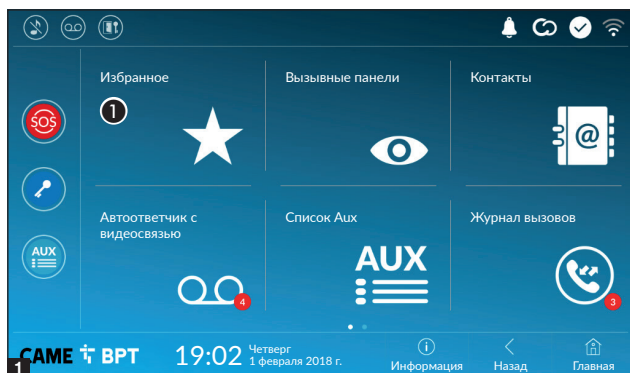 Избранное
Вызывные панели
Контакты
1
SOS
@
Автоответчик с
видеосвязью
Список Aux
Журнал вызовов
AUX
AUX
4
3
CAME BPT
19:02
Четверг
1 февраля 2018 г.
i
Информация
Назад
Главная
1